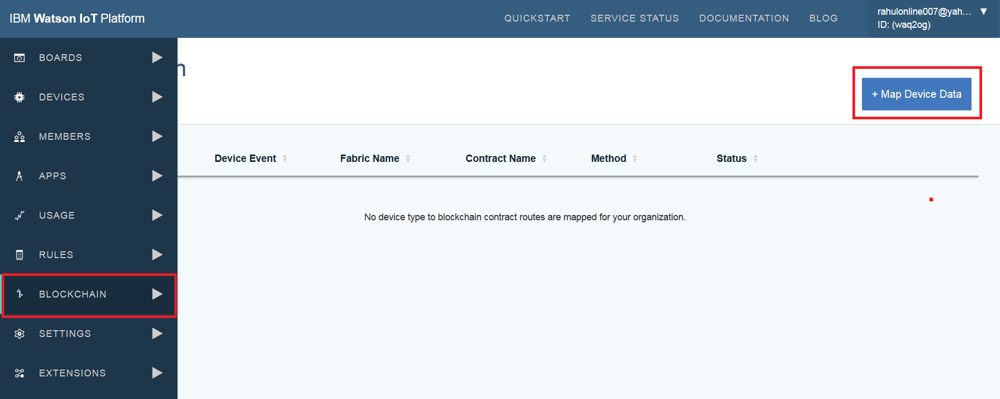 IBM Watson IoT Platform
QUICKSTART
SERVICE STATUS
DOCUMENTATION
BLOG
rahulonline007@yah...
ID: (waq2og)
BOARDS
DEVICES
MEMBERS
APPS
USAGE
RULES
BLOCKCHAIN
SETTINGS
EXTENSIONS
n
+ Map Device Data
Device Event
Fabric Name
Contract Name
Method
Status
No device type to blockchain contract routes are mapped for your organization.